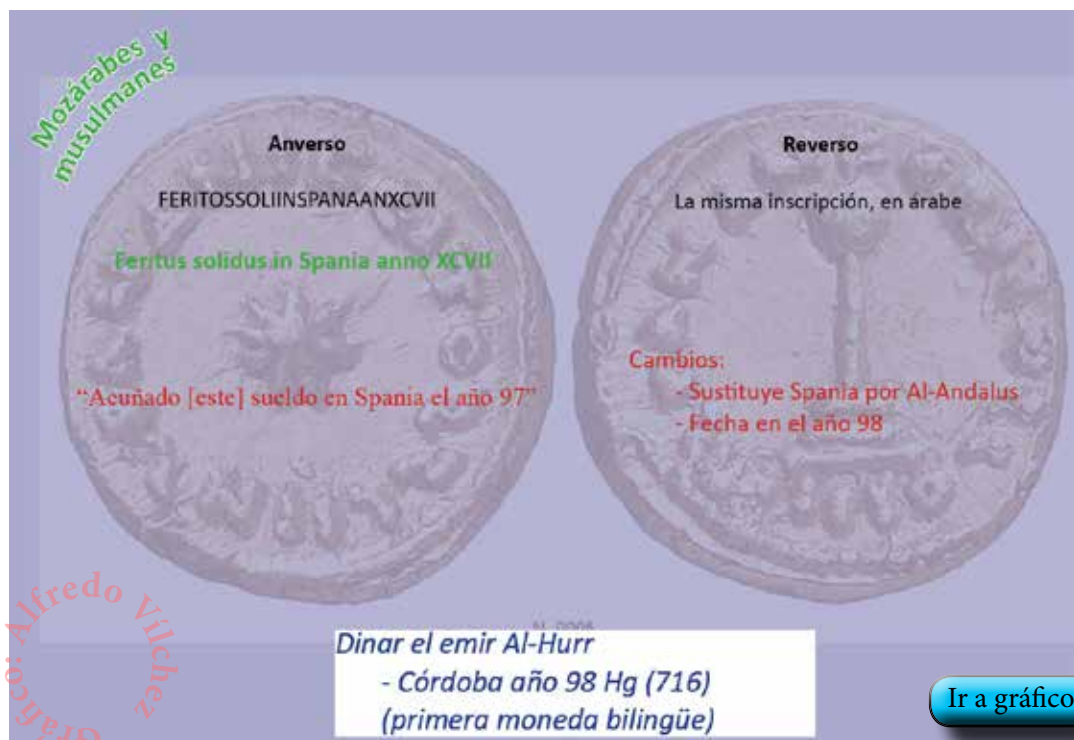 Mozárabes y
musulmanes
Anverso
FERITOSSOLIINSPANAANXCVII
Feritus solidus in Spania anno XCVII
“Acuñado [este] sueldo en Spania el año 97”
Reverso
La misma inscripción, en árabe
Cambios:
- Sustituye Spania por Al-Andalus
- Fecha en el año 98
Dinar el emir Al-Hurr
- Córdoba año 98 Hg (716)
(primera moneda bilingüe)
Ir a gráfico
Alfredo Vílchez